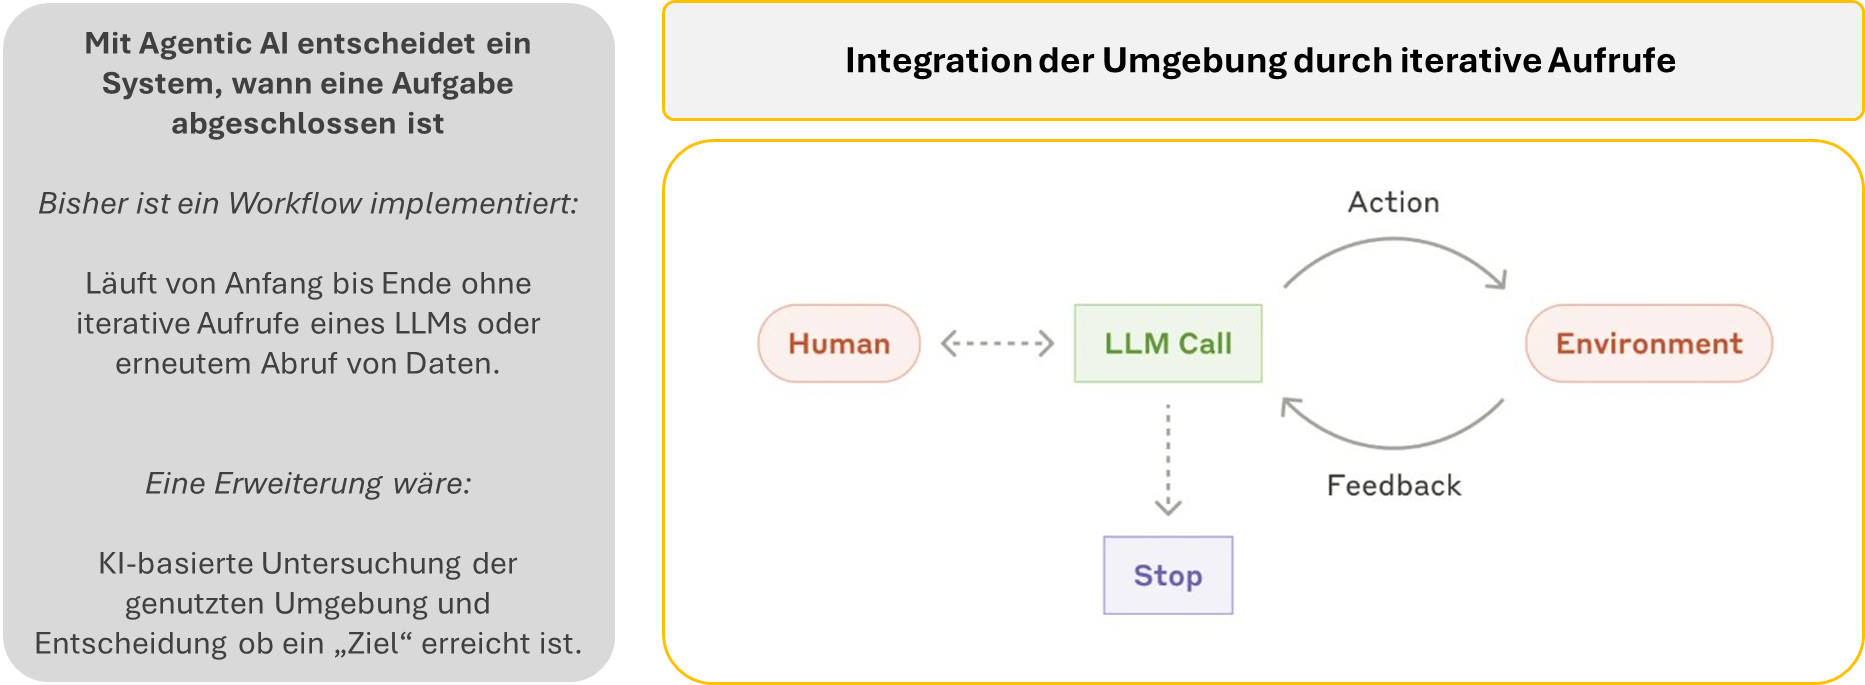 Mit Agentic AI entscheidet ein
System, wann eine Aufgabe
abgeschlossen ist
Bisher ist ein Workflow implementiert:
Läuft von Anfang bis Ende ohne
iterative Aufrufe eines LLMs oder
erneutem Abruf von Daten.
Eine Erweiterung wäre:
KI-basierte Untersuchung der
genutzten Umgebung und
Entscheidung ob ein „Ziel“ erreicht ist.
Integration der Umgebung durch iterative Aufrufe
Action
Human
LLM Call
Environment
Feedback
Stop